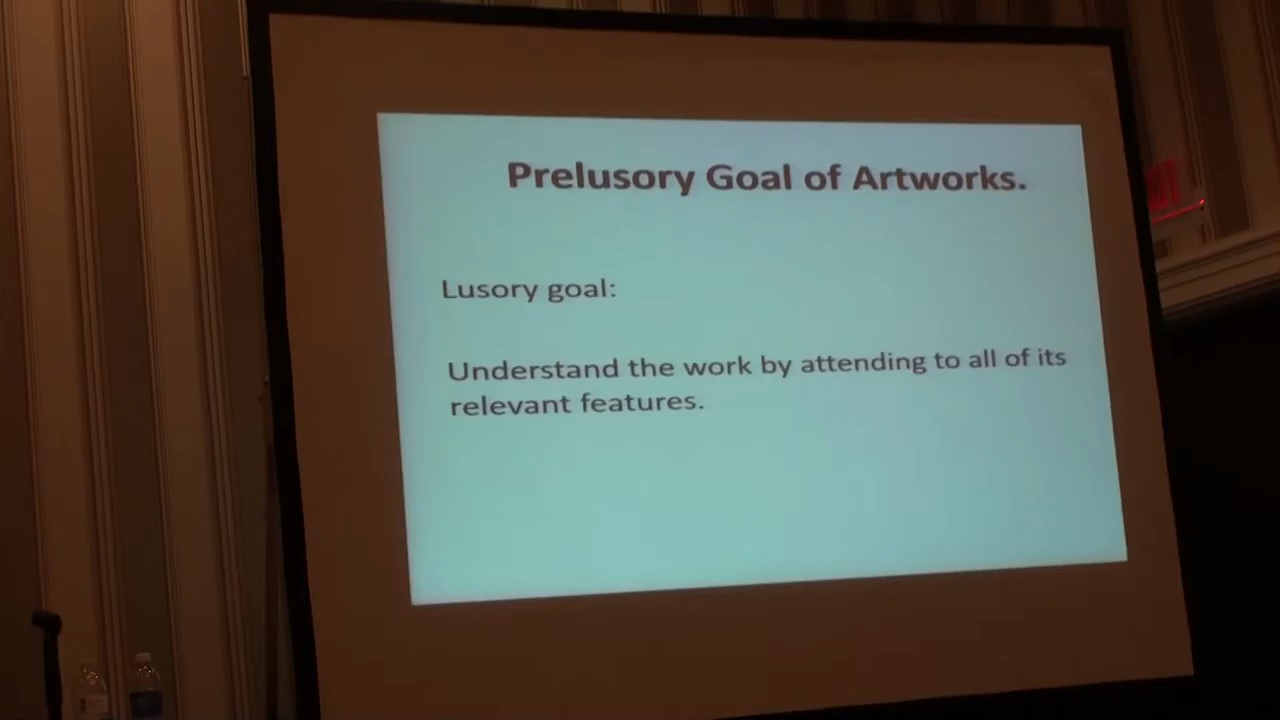 Prelusory Goal of Artworks.
Lusory goal:
Understand the work by attending to all of its
relevant features.